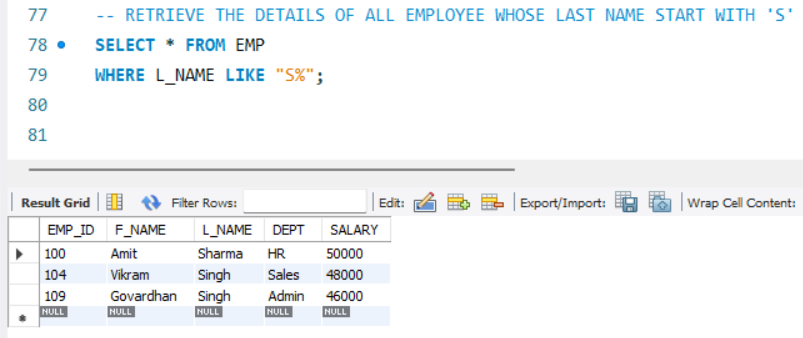 77 -- RETRIEVE THE DETAILS OF ALL EMPLOYEE WHOSE LAST NAME START WITH 'S'
78 SELECT * FROM EMP
79 WHERE L_NAME LIKE "S%";
80
81
Result Grid Filter Rows: Edit: Export/Import: Wrap Cell Content:
EMP_ID F_NAME L_NAME DEPT SALARY
100 Amit Sharma HR 50000
104 Vikram Singh Sales 48000
109 Govardhan Singh Admin 46000
NULL NULL NULL NULL NULL